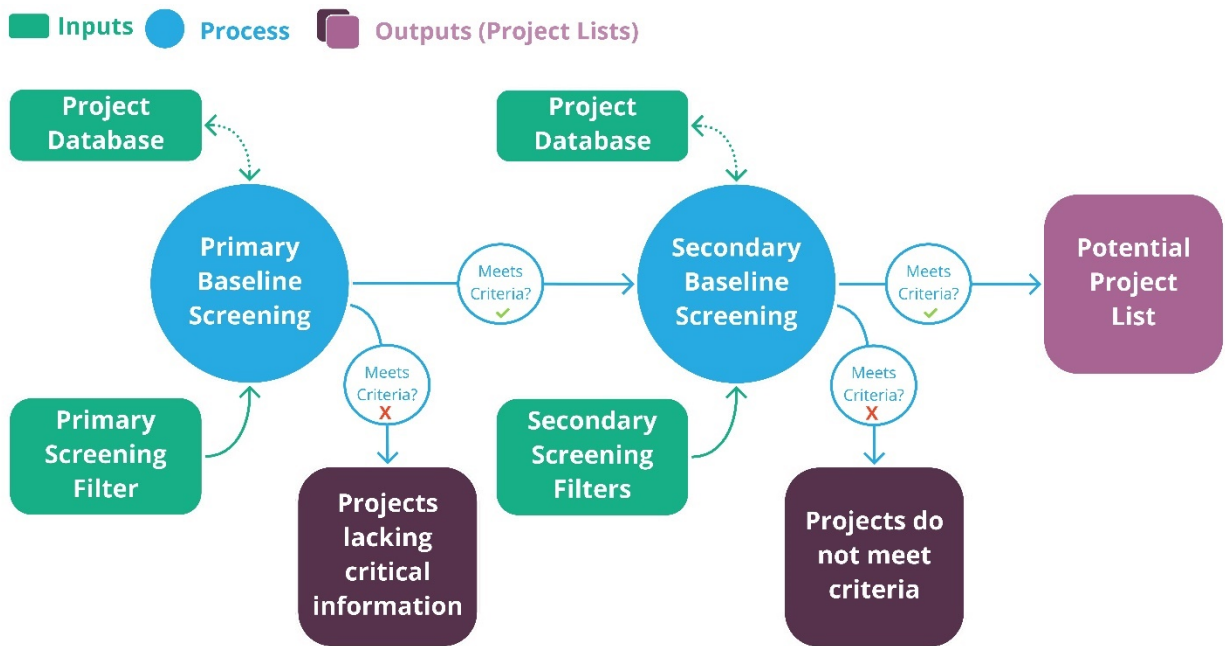 Inputs
Process
Outputs (Project Lists)
Project
Database
Project
Database
Primary
Baseline
Screening
Meets
Criteria?
Secondary
Baseline
Screening
Meets
Criteria?
Potential
Project
List
Meets
Criteria?
X
Meets
Criteria?
X
Primary
Screening
Filter
Secondary
Screening
Filters
Projects
lacking
critical
information
Projects do
not meet
criteria